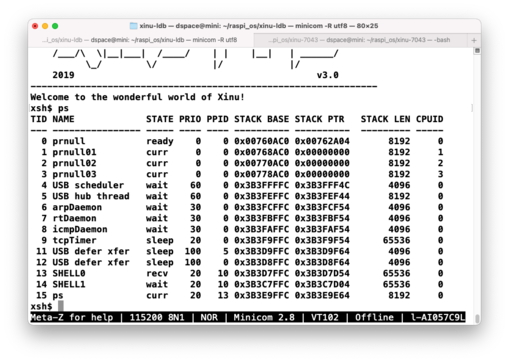 dspace@mini: ~/raspi_os/xinu-ldb — dspace@mini: ~/raspi_os/xinu-ldb — minicom -R utf8 — 80×25
...i_os/xinu-ldb — dspace@mini: ~/raspi_os/xinu-ldb — minicom -R utf8
...pi_os/xinu-7043 — dspace@mini: ~/raspi_os/xinu-7043 — -bash
2019 v3.0
Welcome to the wonderful world of Xinu!
xsh$ ps
TID NAME STATE PRIO PPID STACK BASE STACK PTR STACK LEN CPUID
0 prnull ready 0 0 0x00760AC0 0x00762A04 8192 0
1 prnull01 curr 0 0 0x00768AC0 0x00000000 8192 1
2 prnull02 curr 0 0 0x00770AC0 0x00000000 8192 2
3 prnull03 curr 0 0 0x00778AC0 0x00000000 8192 3
4 USB scheduler wait 60 0 0x3B3FFFFC 0x3B3FFF4C 4096 0
5 USB hub thread wait 60 0 0x3B3FEFFC 0x3B3FEF44 8192 0
6 arpDaemon wait 30 0 0x3B3FCFFC 0x3B3FCF54 4096 0
7 rtDaemon wait 30 0 0x3B3FBFFC 0x3B3FBF54 4096 0
8 icmpDaemon wait 30 0 0x3B3FAFFC 0x3B3FAF54 4096 0
9 tcpTimer sleep 20 0 0x3B3F9FFC 0x3B3F9F54 65536 0
11 USB defer xfer sleep 100 5 0x3B3D9FFC 0x3B3D9F64 4096 0
12 USB defer xfer sleep 100 0 0x3B3D8FFC 0x3B3D8F64 4096 0
13 SHELL0 recv 20 10 0x3B3D7FFC 0x3B3D7D54 65536 0
14 SHELL1 wait 20 10 0x3B3C7FFC 0x3B3C7D04 65536 0
15 ps curr 20 13 0x3B3E9FFC 0x3B3E9E64 8192 0
xsh$
Meta-Z for help | 115200 8N1 | NOR | Minicom 2.8 | VT102 | Offline | l-AI057C9L